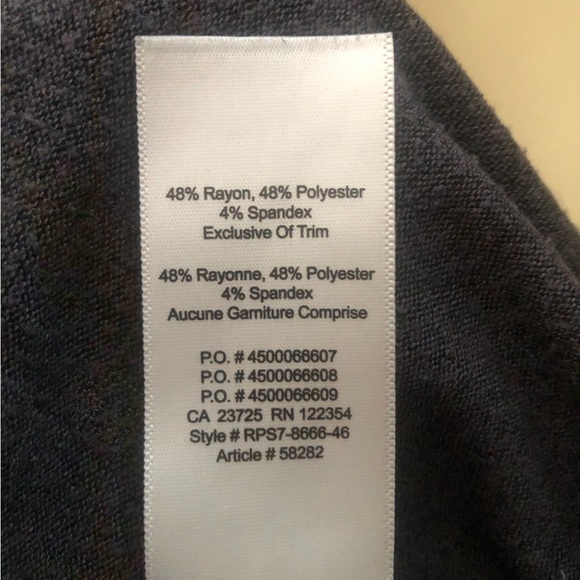 48% Rayon, 48% Polyester
4% Spandex
Exclusive Of Trim
48% Rayonne, 48% Polyester
4% Spandex
Aucune Garniture Comprise
P.O. # 4500066607
P.O. # 4500066608
P.O. # 4500066609
CA 23725 RN 122354
Style # RPS7-8666-46
Article # 58282